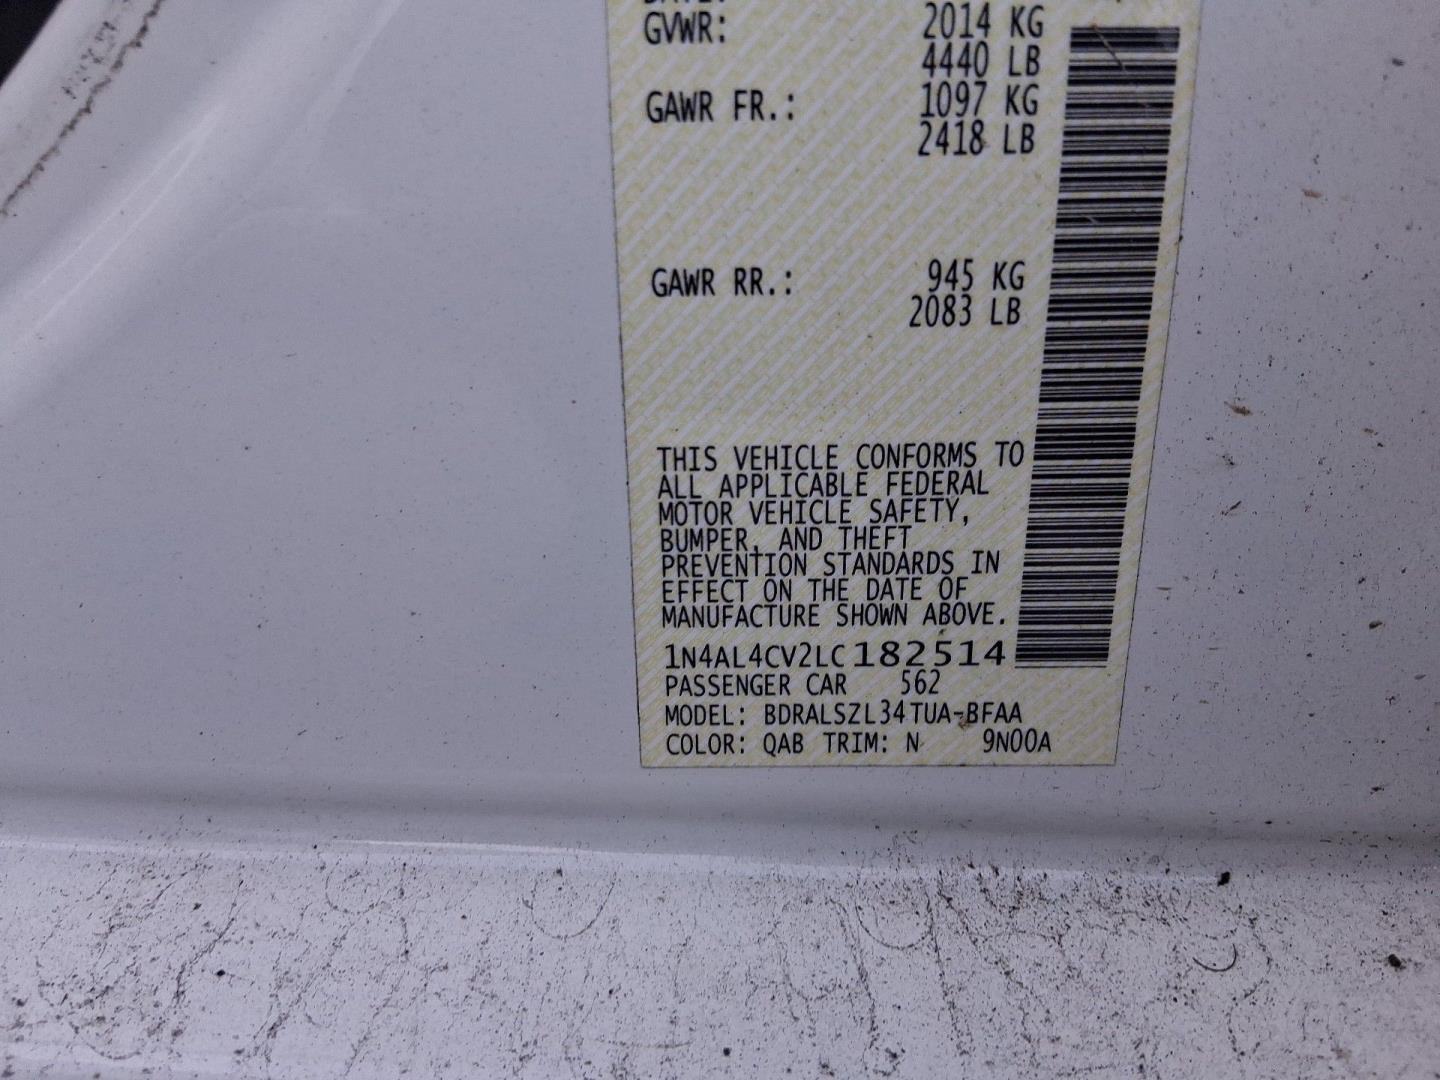 GVWR: 2014 KG
4440 LB
GAWR FR.: 1097 KG
2418 LB
GAWR RR.: 945 KG
2083 LB
THIS VEHICLE CONFORMS TO
ALL APPLICABLE FEDERAL
MOTOR VEHICLE SAFETY,
BUMPER, AND THEFT
PREVENTION STANDARDS IN
EFFECT ON THE DATE OF
MANUFACTURE SHOWN ABOVE.
1N4AL4CV2LC182514
PASSENGER CAR 562
MODEL: BDRALSZL34TUA-BFAA
COLOR: QAB TRIM: N 9N00A